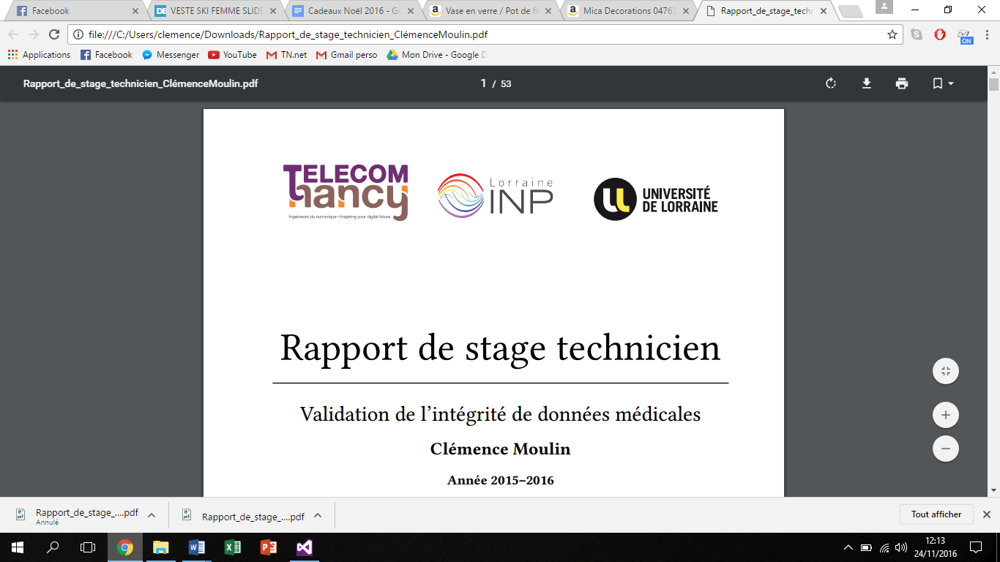 Facebook
VESTE SKI FEMME SLIDE
Cadeaux Noël 2016 - Go
Vase en verre / Pot de fl
Mica Decorations 04763
Rapport_de_stage_techn
file:///C:/Users/clemence/Downloads/Rapport_de_stage_technicien_ClémenceMoulin.pdf
ON
Applications Facebook Messenger YouTube TN.net Gmail perso Mon Drive - Google D
Rapport_de_stage_technicien_ClémenceMoulin.pdf 1 / 53
TELECOM
nancy
Ingénieurs du numérique • Inspiring your digital future
Lorraine
INP
UNIVERSITÉ
DE LORRAINE
Rapport de stage technicien
Validation de l’intégrité de données médicales
Clémence Moulin
Année 2015–2016
Rapport_de_stage_....pdf
Annulé
Rapport_de_stage_....pdf
Tout afficher
12:13
24/11/2016